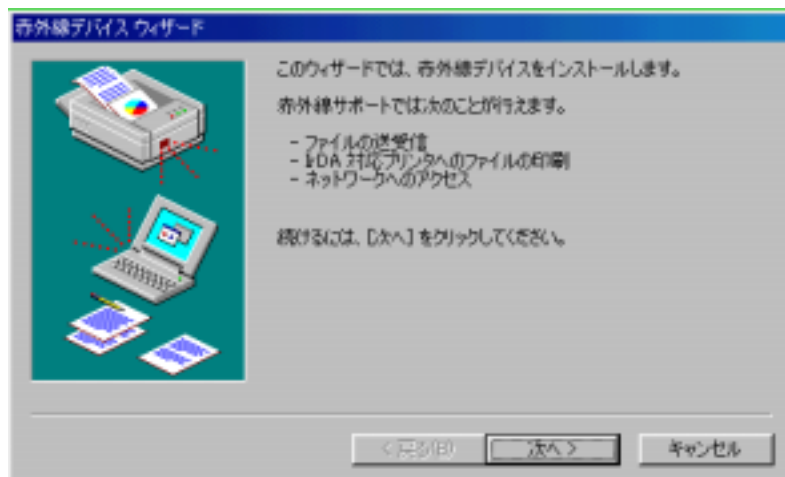 赤外線デバイス ウィザード
このウィザードでは、赤外線デバイスをインストールします。
赤外線サポートでは次のことが行えます。
- ファイルの送受信
- IrDA 対応プリンタへのファイルの印刷
- ネットワークへのアクセス
続けるには、[次へ] をクリックしてください。
< 戻る(B)
次へ >
キャンセル